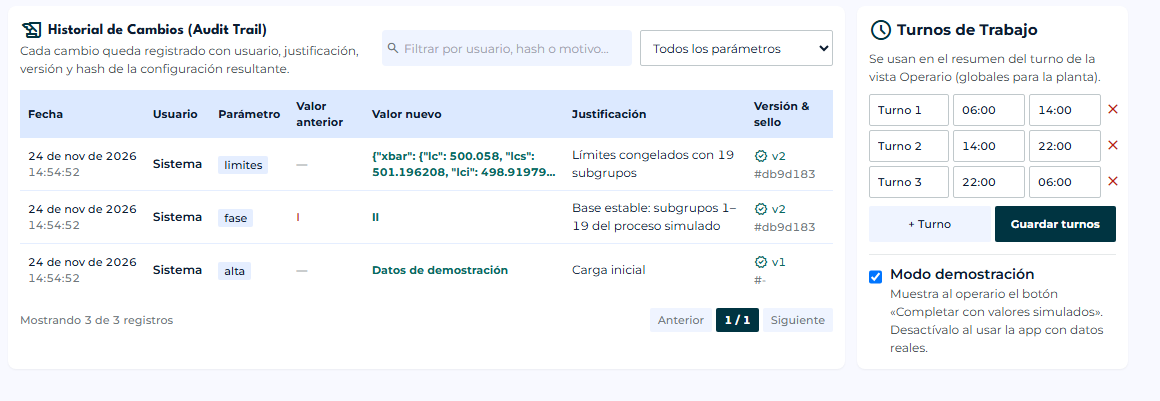 Historial de Cambios (Audit Trail)
Cada cambio queda registrado con usuario, justificación,
versión y hash de la configuración resultante.
Filtrar por usuario, hash o motivo...
Todos los parámetros
Fecha
Usuario
Parámetro
Valor
anterior
Valor nuevo
Justificación
Versión &
sello
24 de nov de 2026
14:54:52
Sistema
limites
—
{"xbar": {"lc": 500.058, "lcs":
501.196208, "lci": 498.91979...
Límites congelados con 19
subgrupos
v2
#db9d183
24 de nov de 2026
14:54:52
Sistema
fase
I
II
Base estable: subgrupos 1–
19 del proceso simulado
v2
#db9d183
24 de nov de 2026
14:54:52
Sistema
alta
—
Datos de demostración
Carga inicial
v1
#-
Mostrando 3 de 3 registros
Anterior
1 / 1
Siguiente
Turnos de Trabajo
Se usan en el resumen del turno de la
vista Operario (globales para la planta).
Turno 1
06:00
14:00
Turno 2
14:00
22:00
Turno 3
22:00
06:00
+ Turno
Guardar turnos
Modo demostración
Muestra al operario el botón
«Completar con valores simulados».
Desactívalo al usar la app con datos
reales.